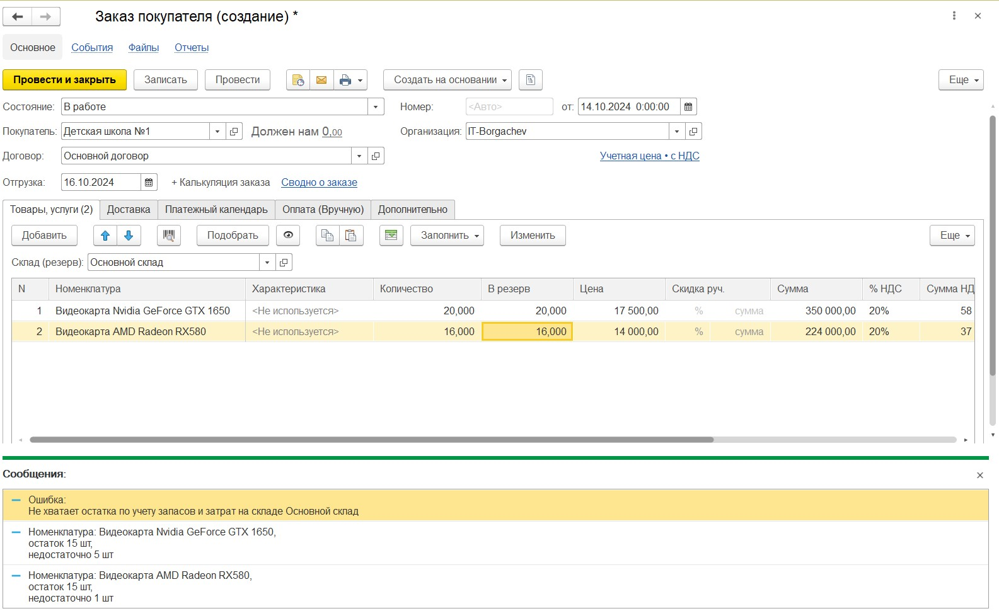 Заказ покупателя (создание) *
Основное События Файлы Отчеты
Провести и закрыть Записать Провести Создать на основании Еще
Состояние: В работе Номер: <Авто> от: 14.10.2024 0:00:00
Покупатель: Детская школа №1 Должен нам 0,00 Организация: IT-Borgachev
Договор: Основной договор Учетная цена • с НДС
Отгрузка: 16.10.2024 + Калькуляция заказа Сводно о заказе
Товары, услуги (2) Доставка Платежный календарь Оплата (Вручную) Дополнительно
Добавить Подобрать Заполнить Изменить Еще
Склад (резерв): Основной склад
N Номенклатура Характеристика Количество В резерв Цена Скидка руч. Сумма % НДС Сумма НД
1 Видеокарта Nvidia GeForce GTX 1650 <Не используется> 20,000 20,000 17 500,00 % сумма 350 000,00 20% 58
2 Видеокарта AMD Radeon RX580 <Не используется> 16,000 16,000 14 000,00 % сумма 224 000,00 20% 37
Сообщения:
Ошибка:
Не хватает остатка по учету запасов и затрат на складе Основной склад
Номенклатура: Видеокарта Nvidia GeForce GTX 1650,
остаток 15 шт,
недостаточно 5 шт
Номенклатура: Видеокарта AMD Radeon RX580,
остаток 15 шт,
недостаточно 1 шт